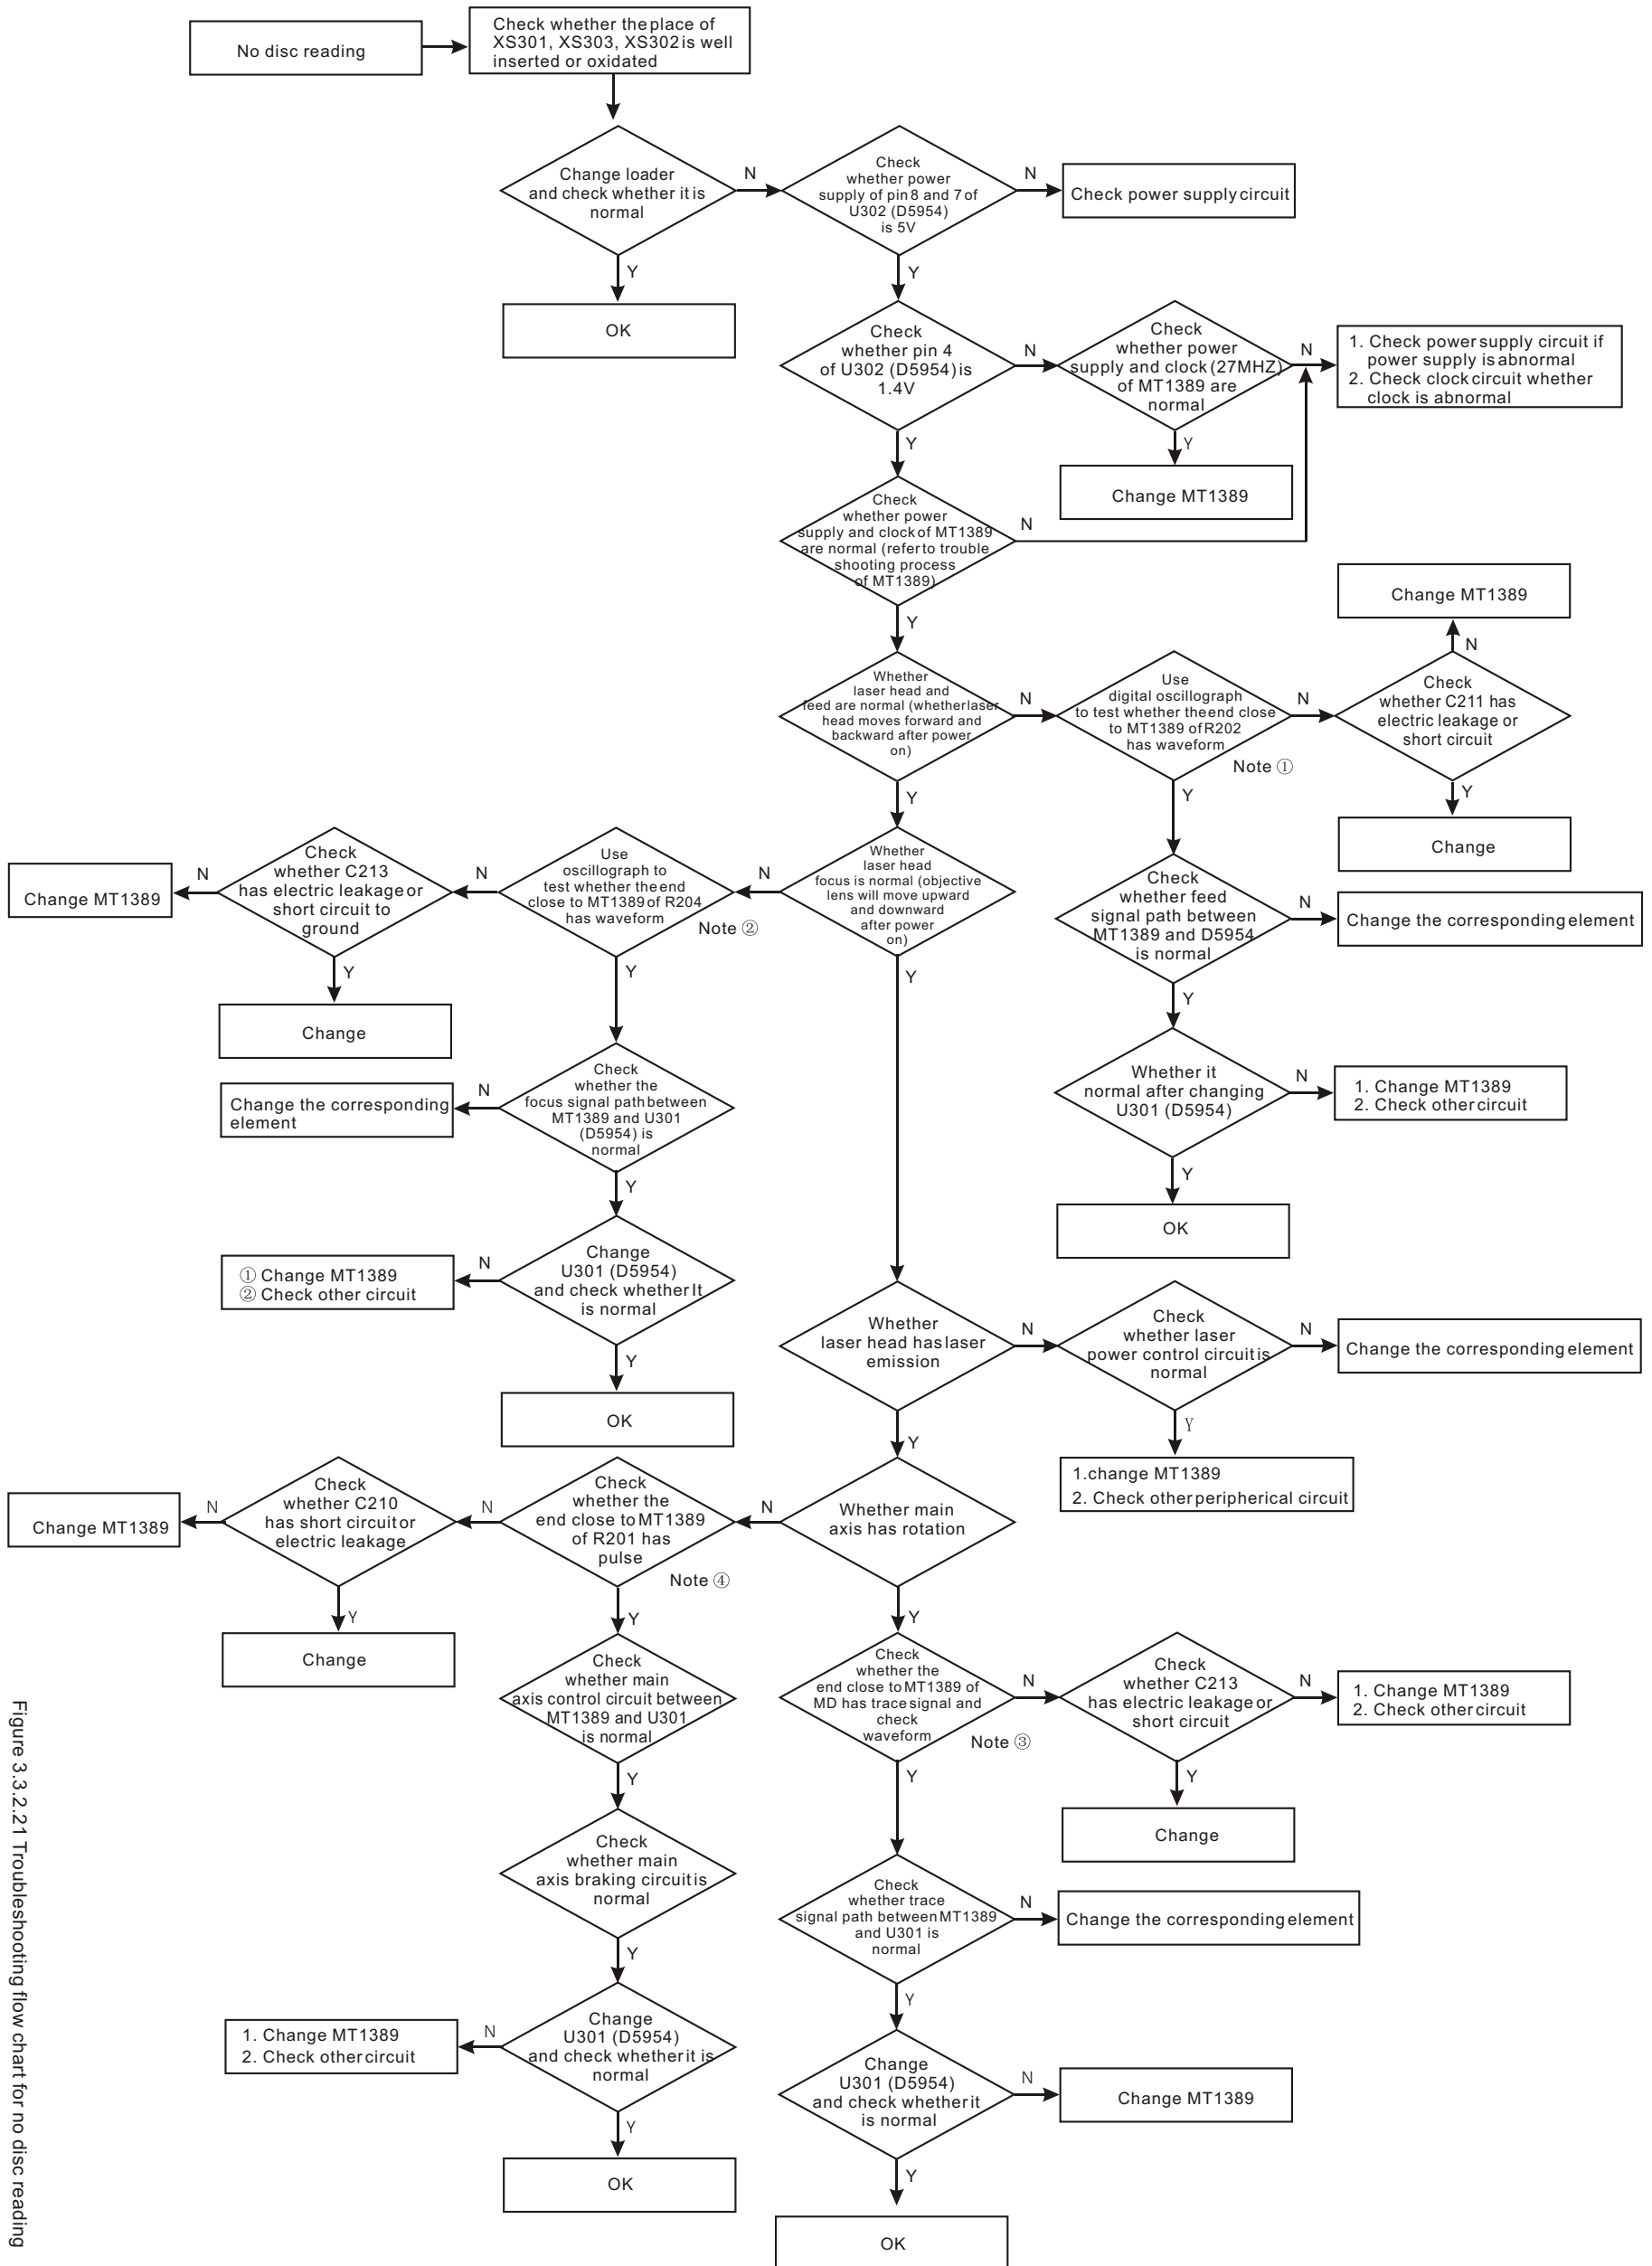 No disc reading
Check whether the place of
XS301, XS303, XS302 is well
inserted or oxidated
Change loader
and check whether it is
normal
N
Check
whether power
supply of pin 8 and 7 of
U302 (D5954)
is 5V
N
Check power supply circuit
Y
OK
Y
Check
whether pin 4
of U302 (D5954) is
1.4V
N
Check
whether power
supply and clock (27MHZ)
of MT1389 are
normal
N
1. Check power supply circuit if
power supply is abnormal
2. Check clock circuit whether
clock is abnormal
Y
Change MT1389
Y
Check
whether power
supply and clock of MT1389
are normal (refer to trouble
shooting process
of MT1389)
N
Y
Change MT1389
N
Whether
laser head and
feed are normal (whether laser
head moves forward and
backward after power
on)
N
Use
digital oscillograph
to test whether the end close
to MT1389 of R202
has waveform
Note ①
N
Check
whether C211 has
electric leakage or
short circuit
Y
Change
Y
Y
Change MT1389
N
Check
whether C213
has electric leakage or
short circuit to
ground
N
Use
oscillograph to
test whether the end
close to MT1389 of R204
has waveform
Note ②
N
Whether
laser head
focus is normal (objective
lens will move upward
and downward
after power
on)
Check
whether feed
signal path between
MT1389 and D5954
is normal
N
Change the corresponding element
Y
Change
Y
Y
Y
Change the corresponding
element
N
Check
whether the
focus signal path between
MT1389 and U301
(D5954) is
normal
Whether it
normal after changing
U301 (D5954)
N
1. Change MT1389
2. Check other circuit
Y
Y
OK
① Change MT1389
② Check other circuit
N
Change
U301 (D5954)
and check whether It
is normal
Y
OK
Whether
laser head has laser
emission
N
Check
whether laser
power control circuit is
normal
N
Change the corresponding element
Y
1.change MT1389
2. Check other peripherical circuit
Y
Change MT1389
N
Check
whether C210
has short circuit or
electric leakage
N
Check
whether the
end close to MT1389
of R201 has
pulse
Note ④
N
Whether main
axis has rotation
Y
Change
Y
Y
Check
whether main
axis control circuit between
MT1389 and U301
is normal
Check
whether the
end close to MT1389 of
MD has trace signal and
check
waveform
Note ③
N
Check
whether C213
has electric leakage or
short circuit
N
1. Change MT1389
2. Check other circuit
Y
Change
Y
Y
Check
whether main
axis braking circuit is
normal
Check
whether trace
signal path between MT1389
and U301 is
normal
N
Change the corresponding element
Y
Y
1. Change MT1389
2. Check other circuit
N
Change
U301 (D5954)
and check whether it is
normal
Change
U301 (D5954)
and check whether it
is normal
N
Change MT1389
Y
OK
Y
OK
Figure 3.3.2.21 Troubleshooting flow chart for no disc reading